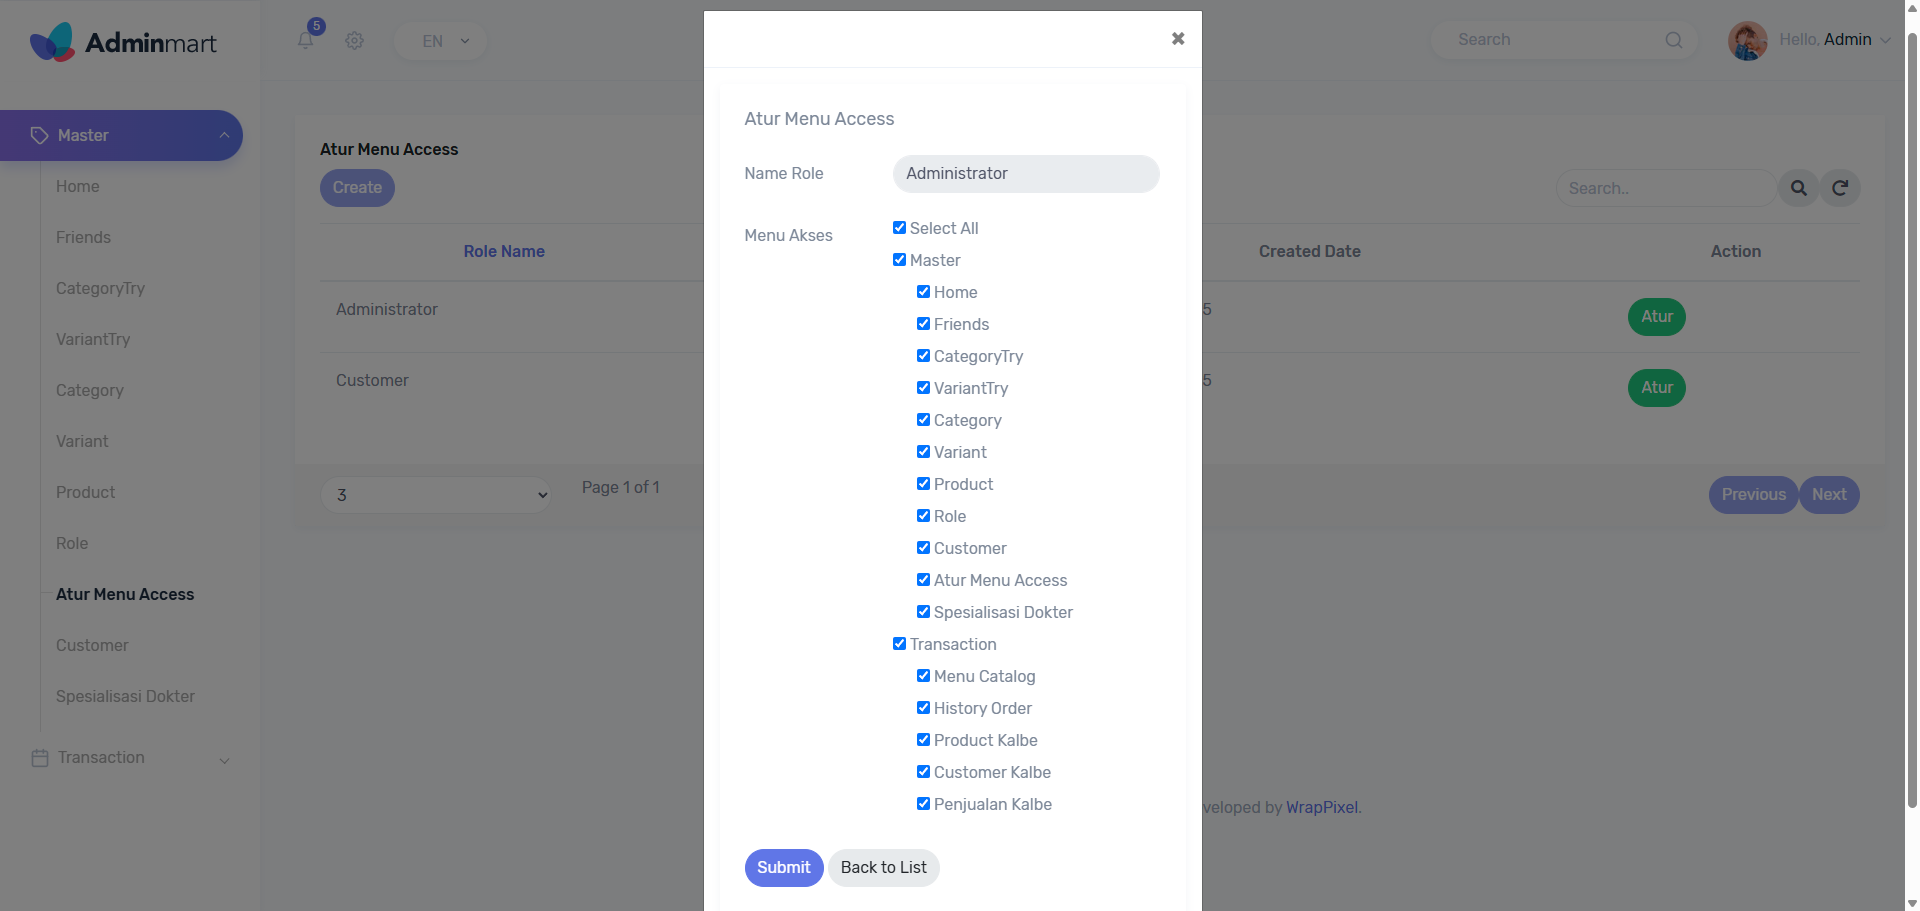 Adminmart
5
EN
Search
Hello, Admin
Master
Home
Friends
CategoryTry
VariantTry
Category
Variant
Product
Role
Atur Menu Access
Customer
Spesialisasi Dokter
Transaction
Atur Menu Access
Create
Search..
Role Name
Created Date
Action
Administrator
5
Atur
Customer
5
Atur
3
Page 1 of 1
Previous
Next
veloped by WrapPixel.
✖
Atur Menu Access
Name Role
Administrator
Menu Akses
Select All
Master
Home
Friends
CategoryTry
VariantTry
Category
Variant
Product
Role
Customer
Atur Menu Access
Spesialisasi Dokter
Transaction
Menu Catalog
History Order
Product Kalbe
Customer Kalbe
Penjualan Kalbe
Submit
Back to List